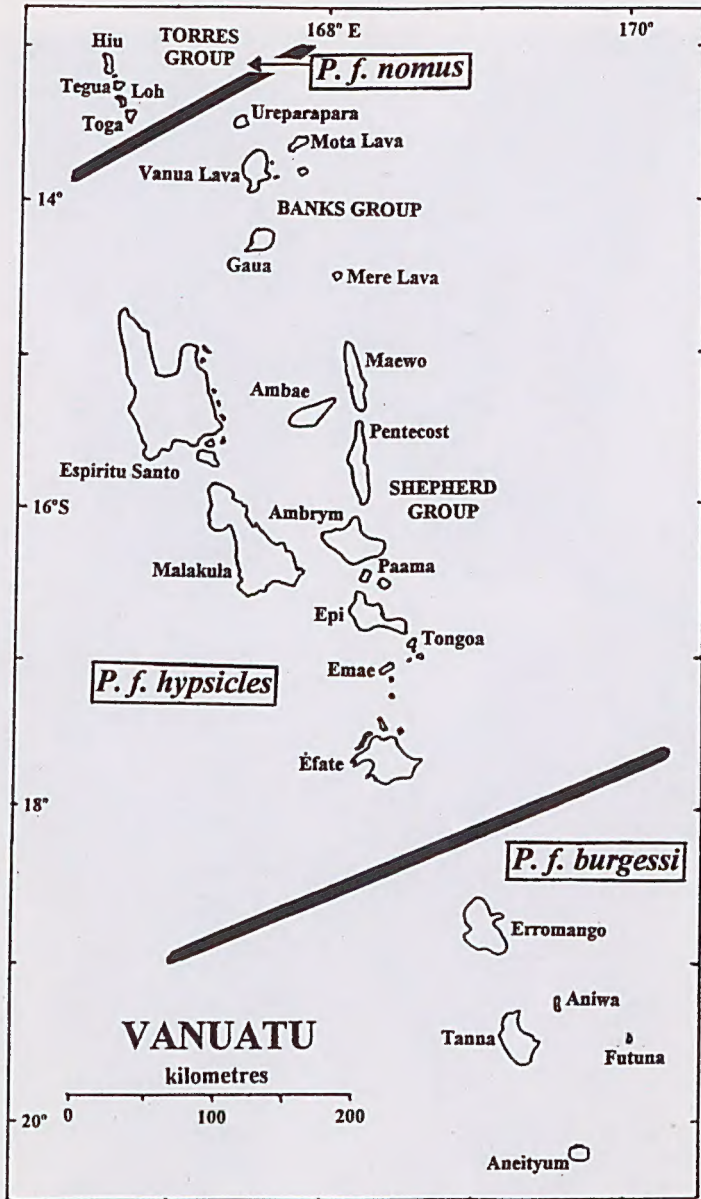 168° E
170°
Hiu
TORRES
GROUP
P. f. nomus
Tegua
Loh
Toga
Ureparapara
Mota Lava
Vanua Lava
14°
BANKS GROUP
Gaua
Mere Lava
Maewo
Ambae
Pentecost
Espiritu Santo
SHEPHERD
GROUP
16°S
Ambrym
Malakula
Paama
Epi
Tongoa
Emae
P. f. hypsicles
Éfate
18°
P. f. burgessi
Erromango
Aniwa
VANUATU
Tanna
Futuna
kilometres
0 100 200
20°
Aneityum